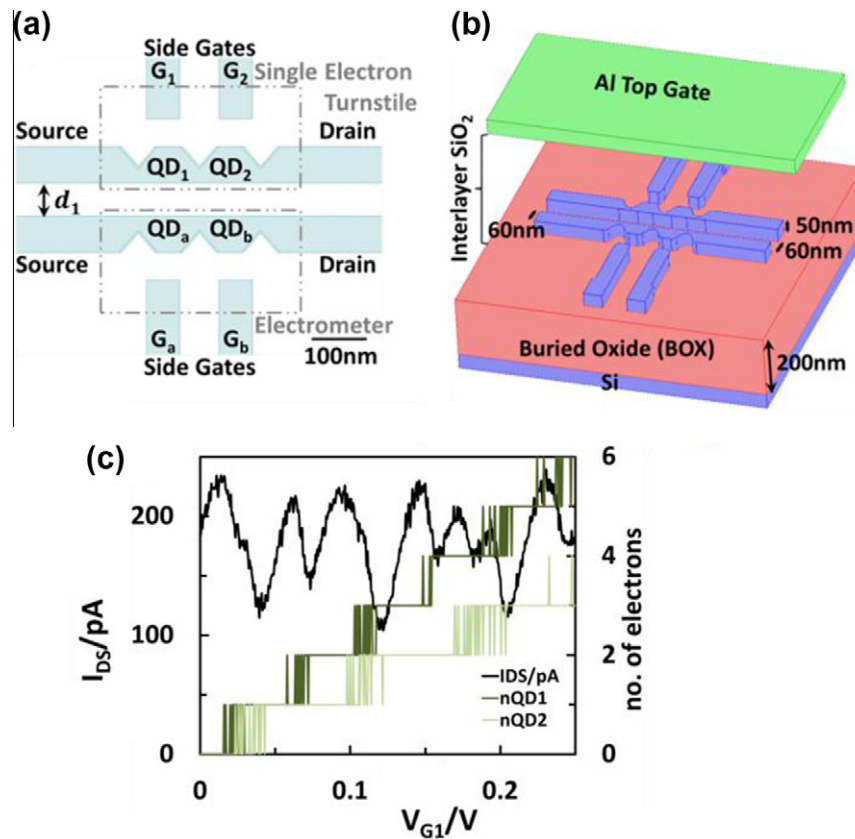 (a)
Side Gates
G1 G2
Single Electron
Turnstile
Source Drain
QD1 QD2
d1
QDa QDb
Source Drain
Electrometer
Ga Gb
100nm
Side Gates
(b)
Al Top Gate
Interlayer SiO2
60nm
50nm
60nm
Buried Oxide (BOX)
200nm
Si
(c)
IDS/pA
200
100
0
6
4
2
0
no. of electrons
IDS/pA
nQD1
nQD2
0 0.1 0.2
VG1/V